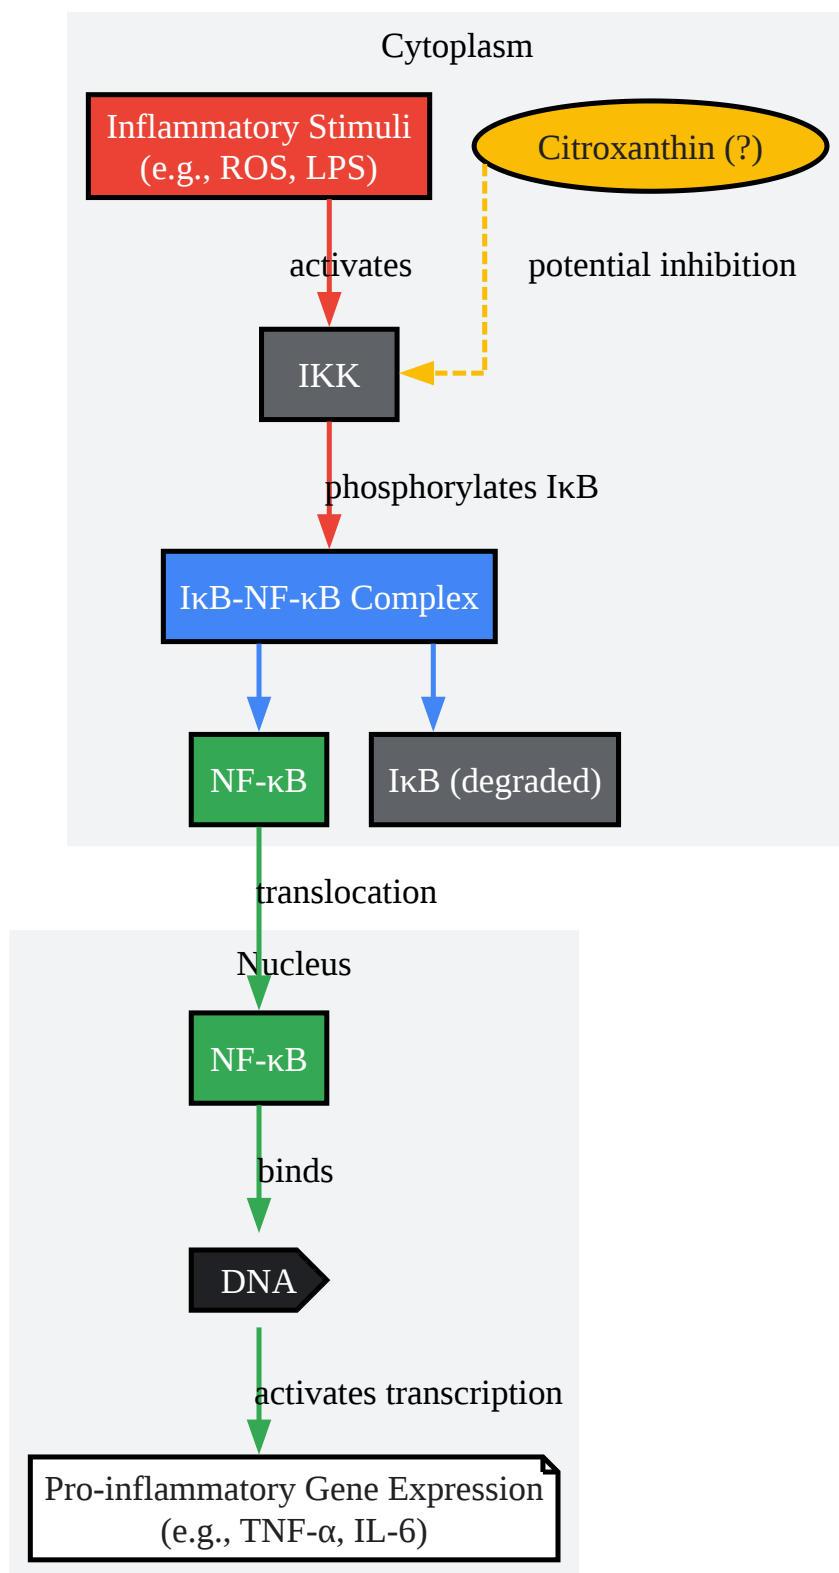 Cytoplasm
Inflammatory Stimuli
(e.g., ROS, LPS)
Citroxanthin (?)
activates
potential inhibition
IKK
phosphorylates IκB
IκB-NF-κB Complex
NF-κB
IκB (degraded)
translocation
Nucleus
NF-κB
binds
DNA
activates transcription
Pro-inflammatory Gene Expression
(e.g., TNF-α, IL-6)